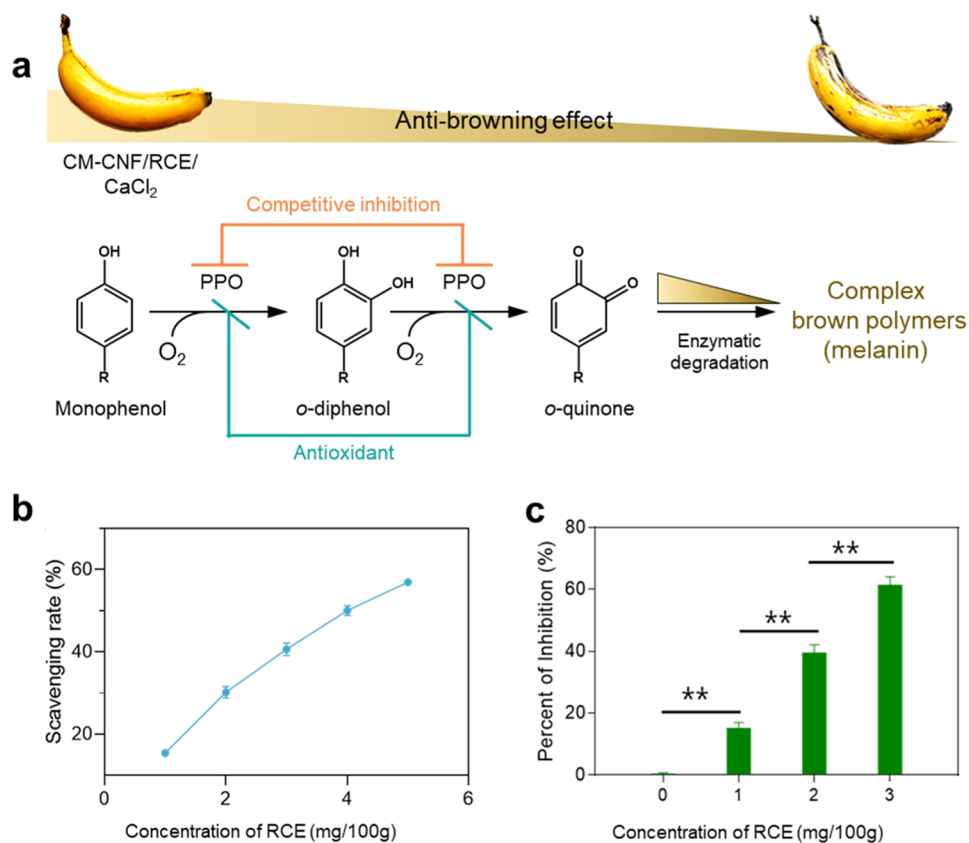 a
Anti-browning effect
CM-CNF/RCE/
CaCl₂
Competitive inhibition
OH
PPO
O₂
R
Monophenol
OH
OH
R
o-diphenol
PPO
O₂
O
O
R
o-quinone
Enzymatic
degradation
Complex
brown polymers
(melanin)
Antioxidant
b
Scavenging rate (%)
60
40
20
0
2
4
6
Concentration of RCE (mg/100g)
c
Percent of Inhibition (%)
80
60
40
20
0
**
**
**
0
1
2
3
Concentration of RCE (mg/100g)